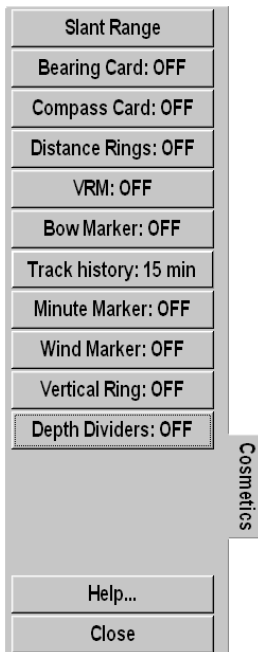 Slant Range
Bearing Card: OFF
Compass Card: OFF
Distance Rings: OFF
VRM: OFF
Bow Marker: OFF
Track history: 15 min
Minute Marker: OFF
Wind Marker: OFF
Vertical Ring: OFF
Depth Dividers: OFF
Cosmetics
Help...
Close